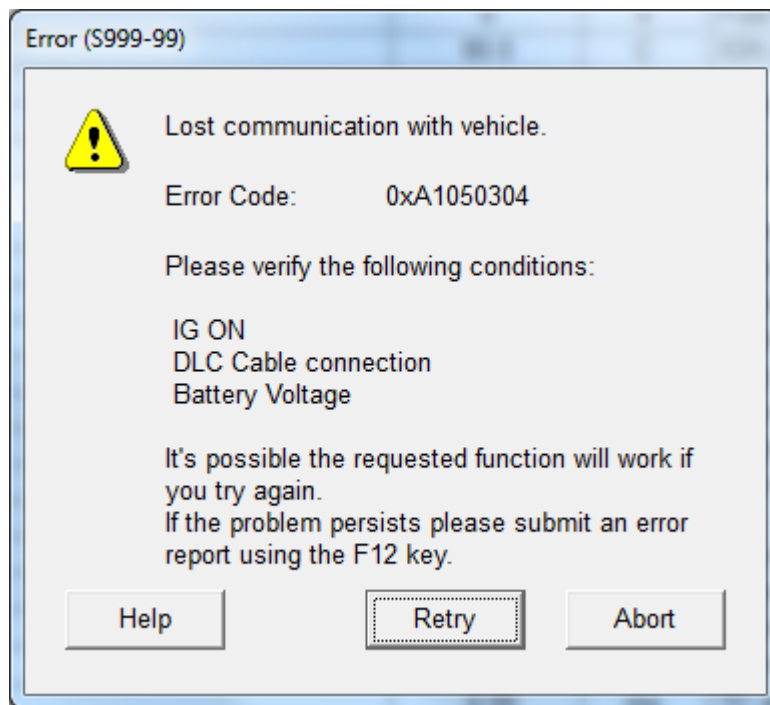 Error (S999-99)
Lost communication with vehicle.
Error Code: 0xA1050304
Please verify the following conditions:
IG ON
DLC Cable connection
Battery Voltage
It's possible the requested function will work if
you try again.
If the problem persists please submit an error
report using the F12 key.
Help Retry Abort